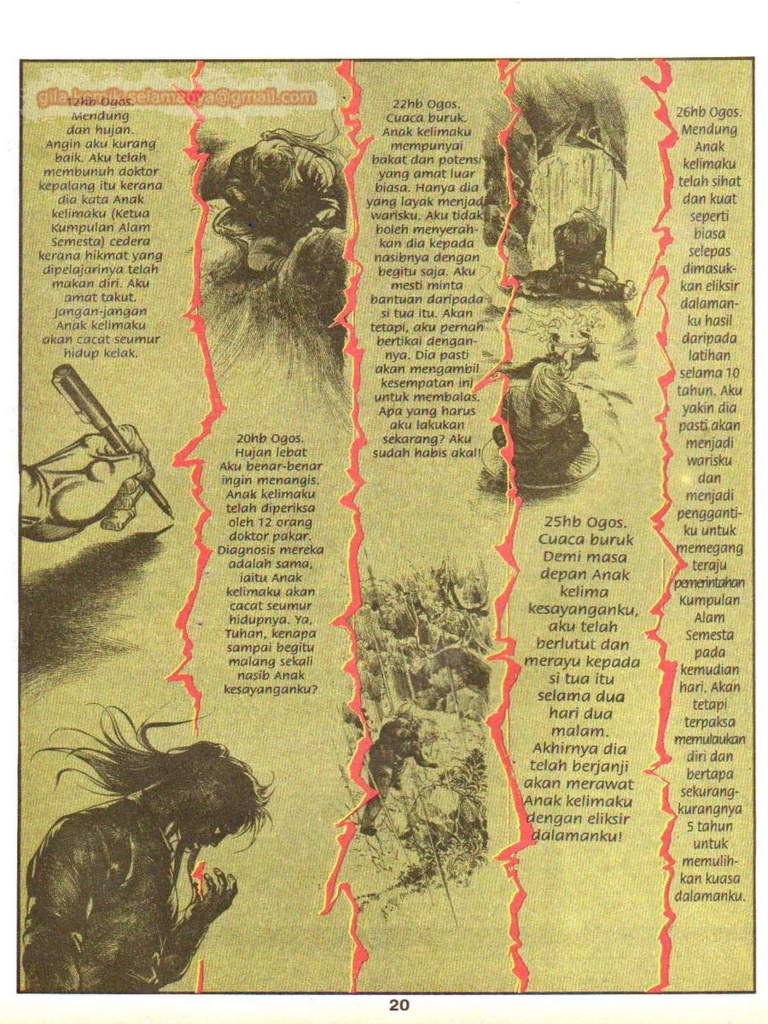 gila.komik.selamanya@gmail.com
12hb Ogos.
Mendung
dan hujan.
Angin aku kurang
baik. Aku telah
membunuh doktor
kepalang itu kerana
dia kata Anak
kelimaku (Ketua
Kumpulan Alam
Semesta) cedera
kerana hikmat yang
dipelajarinya telah
makan diri. Aku
amat takut.
Jangan-jangan
Anak kelimaku
akan cacat seumur
hidup kelak.
20hb Ogos.
Hujan lebat
Aku benar-benar
ingin menangis.
Anak kelimaku
telah diperiksa
oleh 12 orang
doktor pakar.
Diagnosis mereka
adalah sama,
iaitu Anak
kelimaku akan
cacat seumur
hidupnya. Ya,
Tuhan, kenapa
sampai begitu
malang sekali
nasib Anak
kesayanganku?
22hb Ogos.
Cuaca buruk.
Anak kelimaku
mempunyai
bakat dan potensi
yang amat luar
biasa. Hanya dia
yang layak menjadi
warisku. Aku tidak
boleh menyerah-
kan dia kepada
nasibnya dengan
begitu saja. Aku
mesti minta
bantuan daripada
si tua itu. Akan
tetapi, aku pernah
bertikai dengan-
nya. Dia pasti
akan mengambil
kesempatan ini
untuk membalas.
Apa yang harus
aku lakukan
sekarang? Aku
sudah habis akal!
25hb Ogos.
Cuaca buruk
Demi masa
depan Anak
kelima
kesayanganku,
aku telah
berlutut dan
merayu kepada
si tua itu
selama dua
hari dua
malam.
Akhirnya dia
telah berjanji
akan merawat
Anak kelimaku
dengan eliksir
dalamanku!
26hb Ogos.
Mendung
Anak
kelimaku
telah sihat
dan kuat
seperti
biasa
selepas
dimasuk-
kan eliksir
dalaman-
ku hasil
daripada
latihan
selama 10
tahun. Aku
yakin dia
pasti akan
menjadi
warisku
dan
menjadi
pengganti-
ku untuk
memegang
teraju
pemerintahan
Kumpulan
Alam
Semesta
pada
kemudian
hari. Akan
tetapi
terpaksa
memulaukan
diri dan
bertapa
sekurang-
kurangnya
5 tahun
untuk
memulih-
kan kuasa
dalamanku.
20